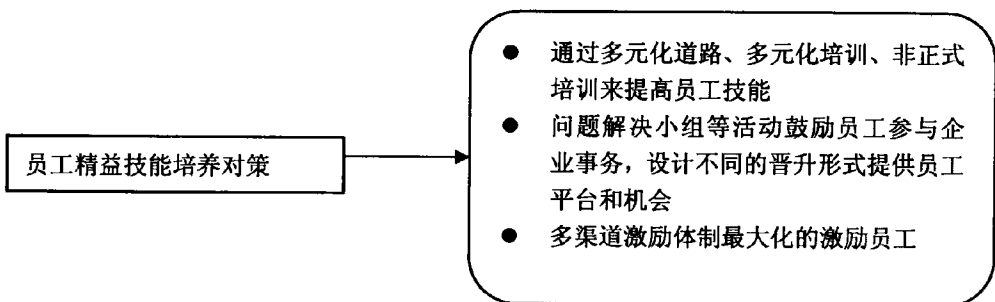 员工精益技能培养对策
● 通过多元化道路、多元化培训、非正式
培训来提高员工技能
● 问题解决小组等活动鼓励员工参与企
业事务，设计不同的晋升形式提供员工
平台和机会
● 多渠道激励体制最大化的激励员工